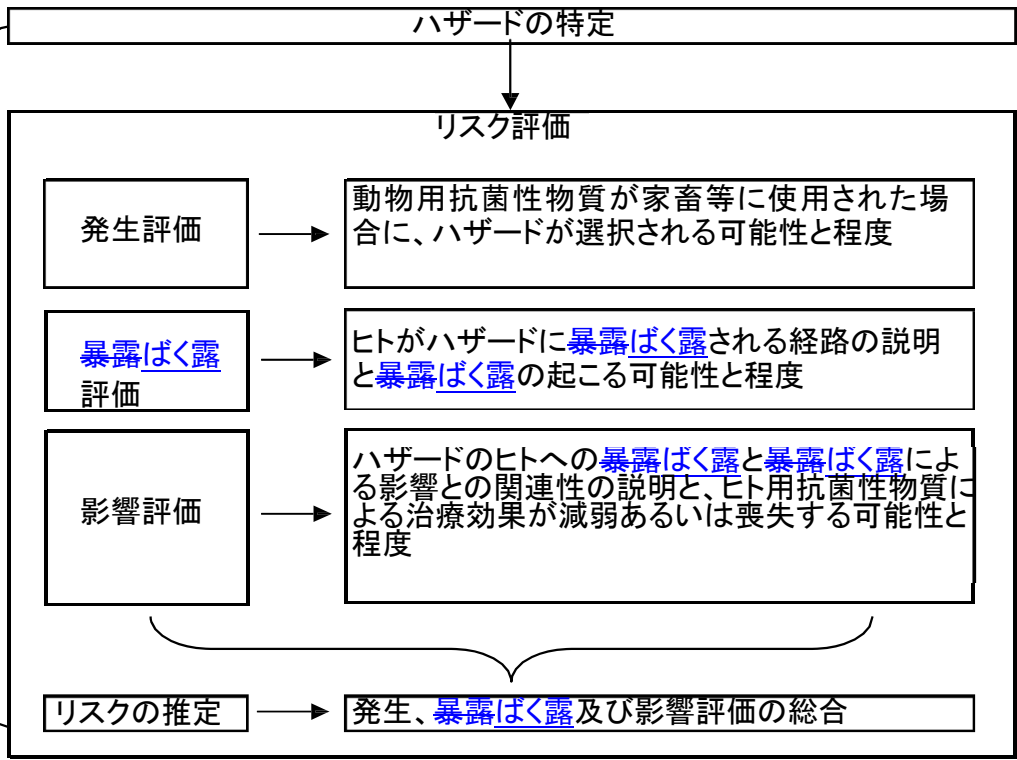 ハザードの特定
リスク評価
発生評価
動物用抗菌性物質が家畜等に使用された場
合に、ハザードが選択される可能性と程度
暴露ばく露
評価
ヒトがハザードに暴露ばく露される経路の説明
と暴露ばく露の起こる可能性と程度
影響評価
ハザードのヒトへの暴露ばく露と暴露ばく露によ
る影響との関連性の説明と、ヒト用抗菌性物質に
よる治療効果が減弱あるいは喪失する可能性と
程度
リスクの推定
発生、暴露ばく露及び影響評価の総合